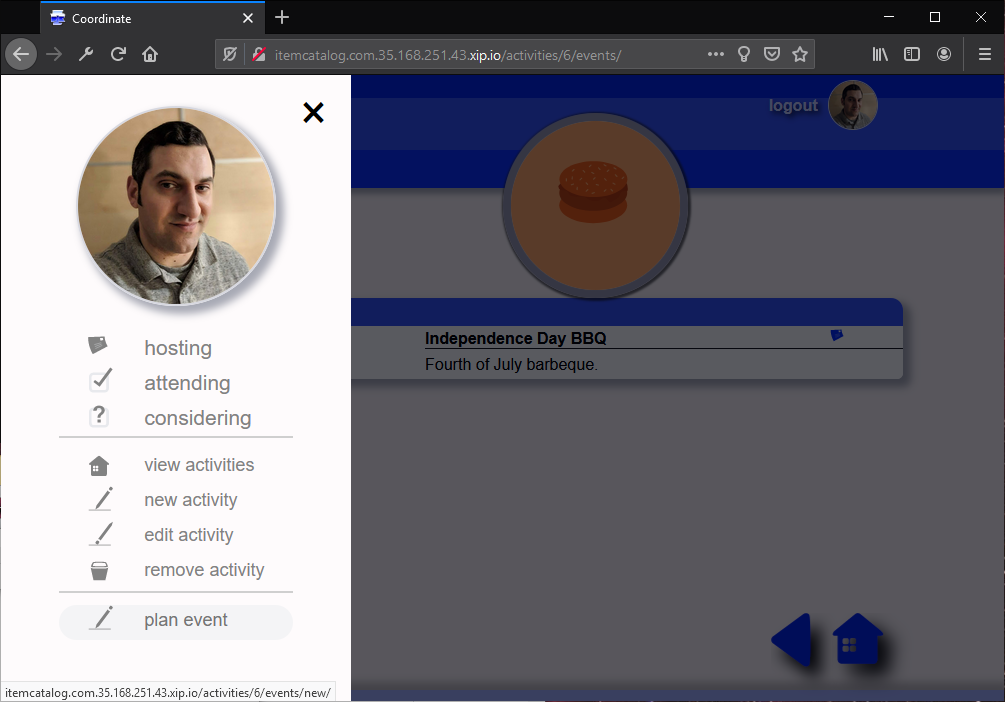 Coordinate
itemcatalog.com.35.168.251.43.xip.io/activities/6/events/
logout
hosting
attending
considering
view activities
new activity
edit activity
remove activity
plan event
Independence Day BBQ
Fourth of July barbeque.
itemcatalog.com.35.168.251.43.xip.io/activities/6/events/new/